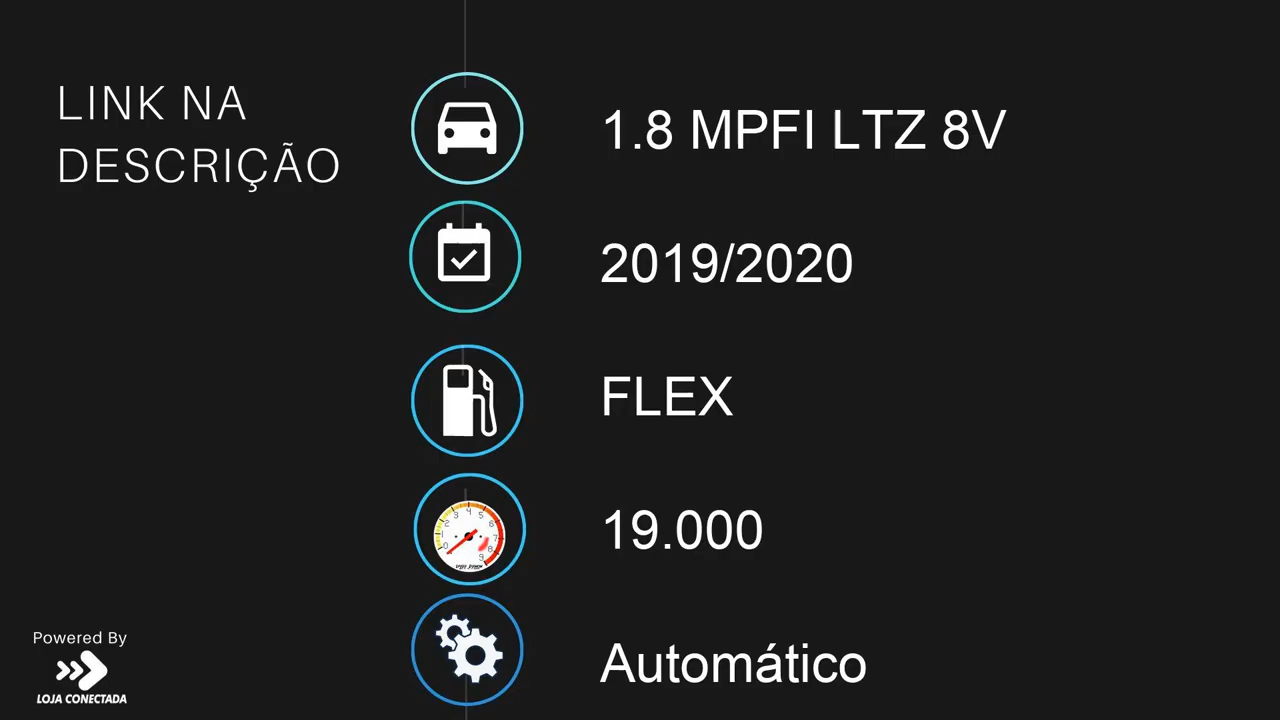 LINK NA
DESCRIÇÃO
1.8 MPFI LTZ 8V
2019/2020
FLEX
19.000
Automático
Powered By
LOJA CONECTADA